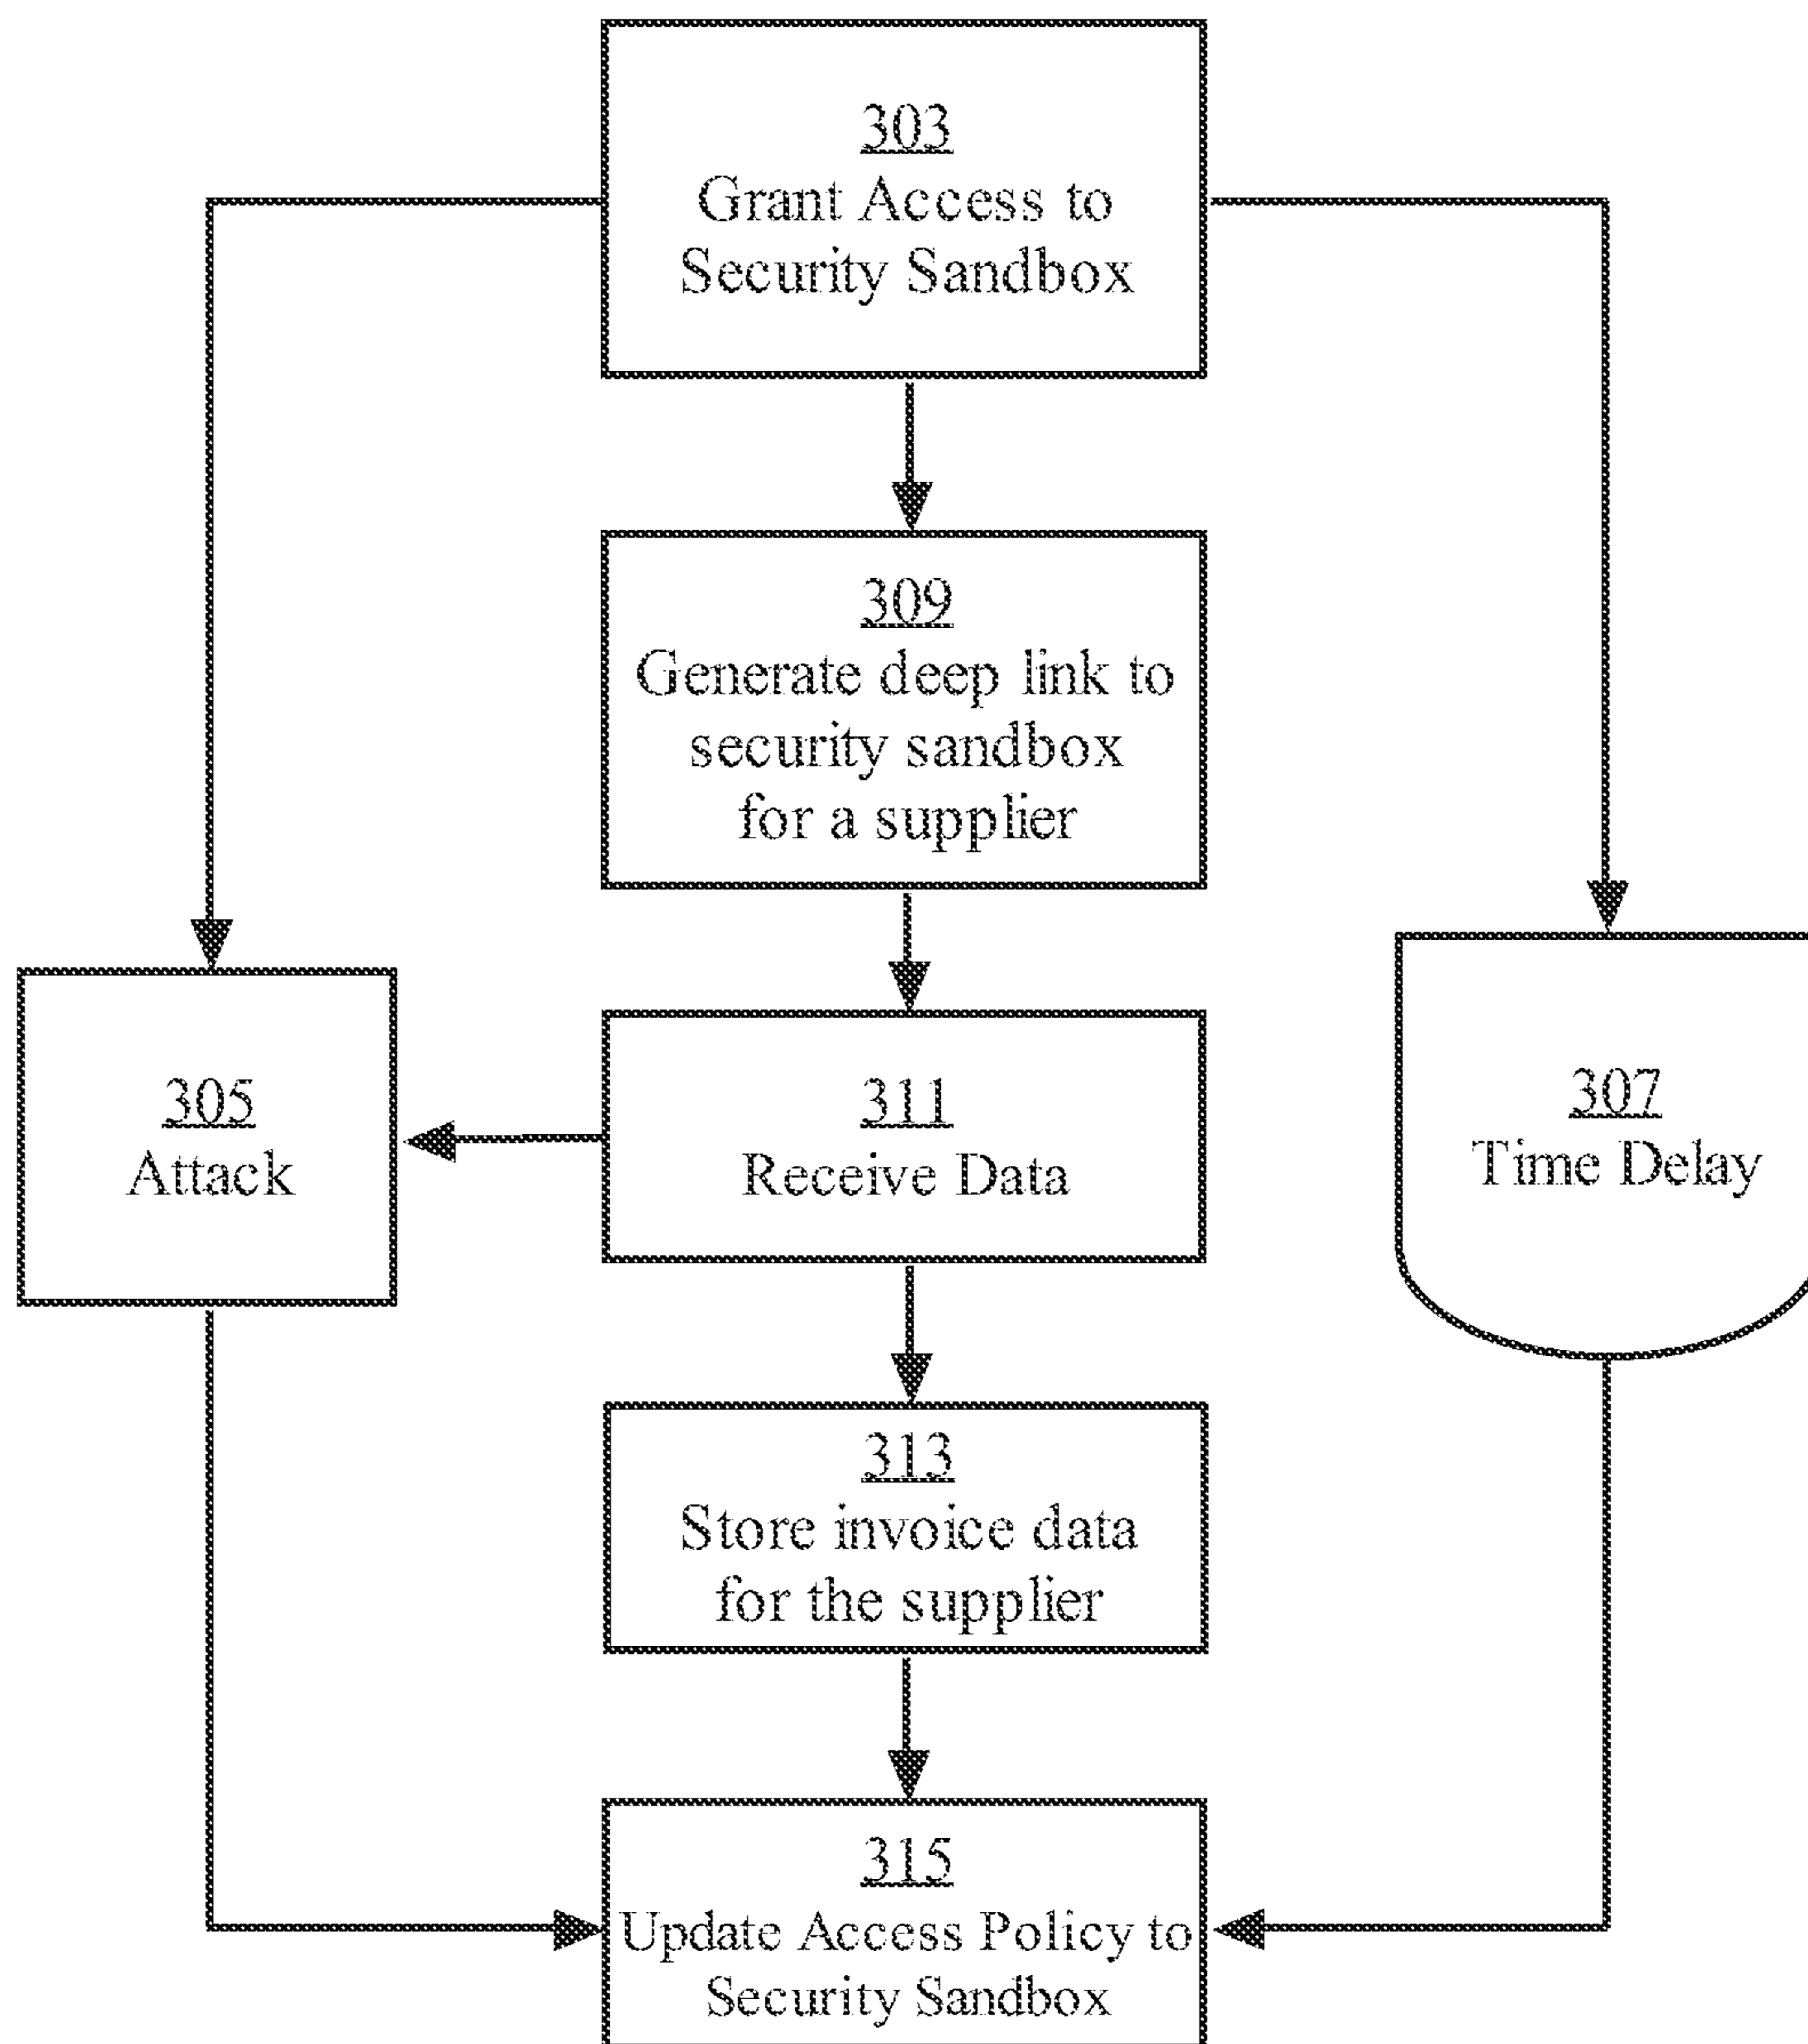 303
Grant Access to
Security Sandbox
309
Generate deep link to
security sandbox
for a supplier
305
Attack
311
Receive Data
307
Time Delay
313
Store invoice data
for the supplier
315
Update Access Policy to
Security Sandbox